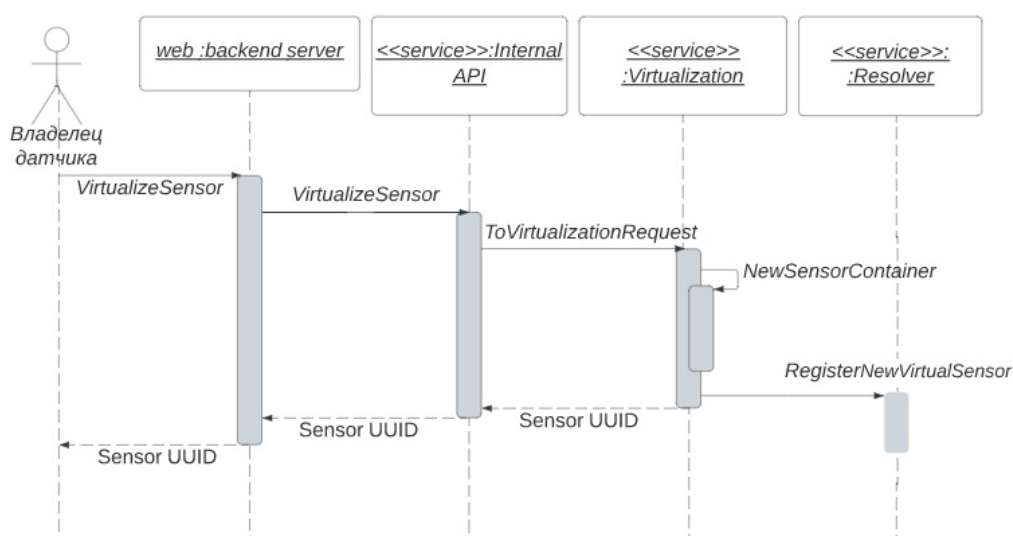 web :backend server
<<service>>:Internal
API
<<service>>
:Virtualization
<<service>>:
:Resolver
Владелец
датчика
VirtualizeSensor
VirtualizeSensor
ToVirtualizationRequest
NewSensorContainer
RegisterNewVirtualSensor
Sensor UUID
Sensor UUID
Sensor UUID